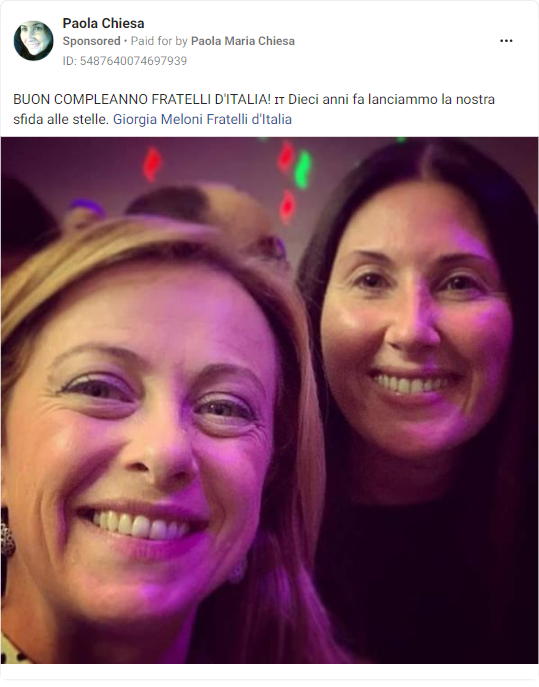 Paola Chiesa
Sponsored • Paid for by Paola Maria Chiesa
ID: 5487640074697939
BUON COMPLEANNO FRATELLI D'ITALIA! ɪᴛ Dieci anni fa lanciammo la nostra
sfida alle stelle. Giorgia Meloni Fratelli d'Italia